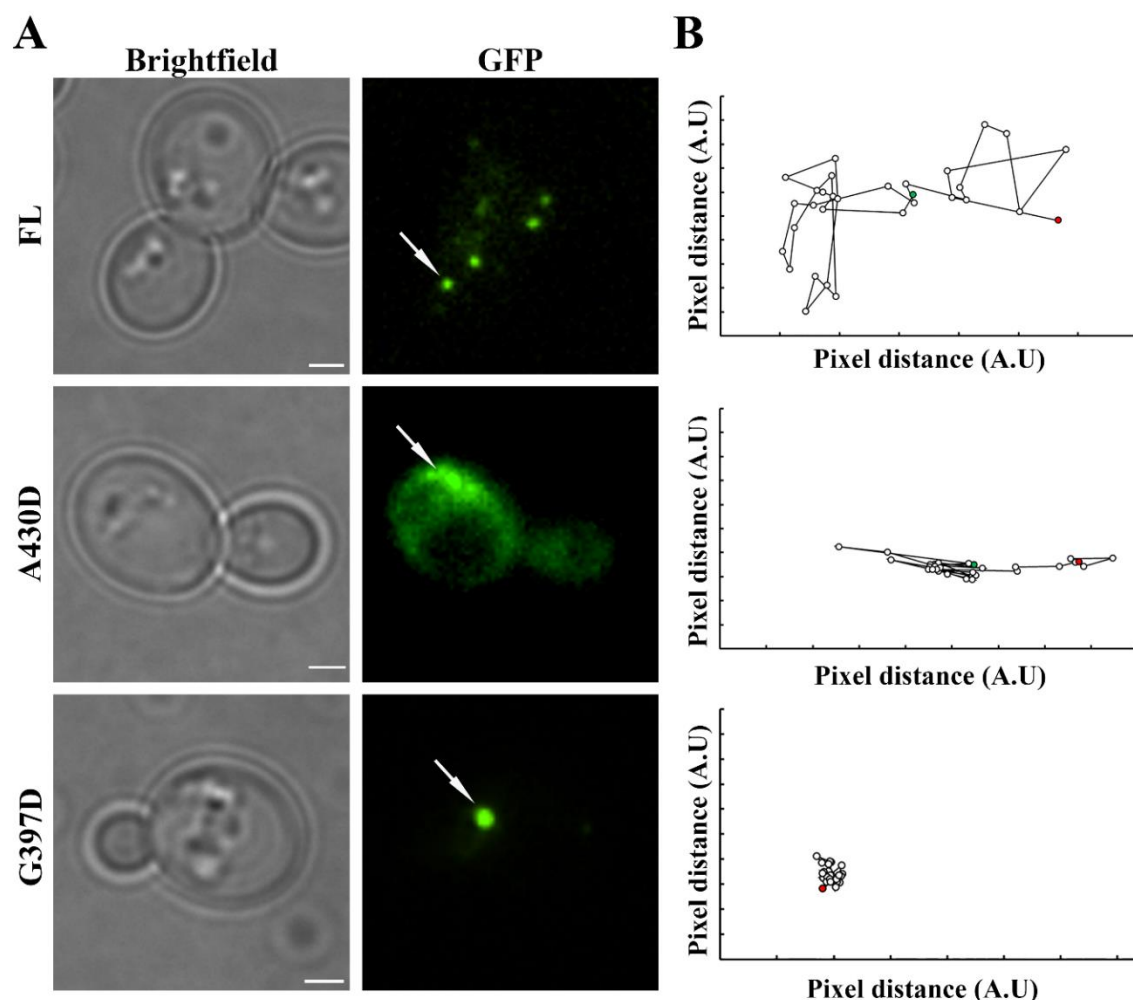 A
B
Brightfield
GFP
FL
Pixel distance (A.U)
Pixel distance (A.U)
A430D
Pixel distance (A.U)
Pixel distance (A.U)
G397D
Pixel distance (A.U)
Pixel distance (A.U)